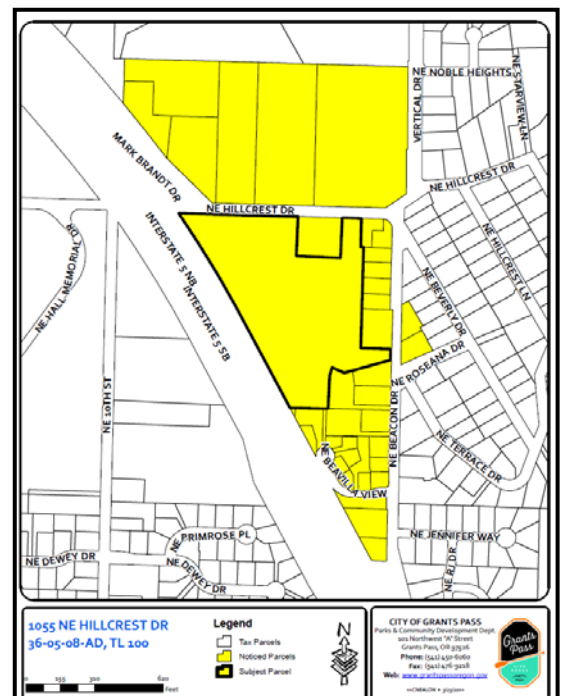 NE NOBLE HEIGHTS
NE STARVIEW LN
VERTICAL DR
MARK BRANDT DR
NE HILLCREST DR
NE HILLCREST DR
INTERSTATE 5 NB
INTERSTATE 5 SB
NE HALL-MEMORIAL DR
NE HILLCREST LN
NE BEVERLY DR
NE ROSEANA DR
NE 10TH ST
NE BEACON DR
NE TERRACE DR
NE BEAVILLA VIEW
NE PRIMROSE PL
NE JENNIFER WAY
NE DEWEY DR
NE DEWEY DR
NE RJ DR
1055 NE HILLCREST DR
36-05-08-AD, TL 100
0 155 310 620
Feet
Legend
Tax Parcels
Noticed Parcels
Subject Parcel
N
CITY OF GRANTS PASS
Parks & Community Development Dept.
101 Northwest "A" Street
Grants Pass, OR 97526
Phone: (541) 450-6060
Fax: (541) 476-9218
Web: www.grantspassoregon.gov
Grants
Pass